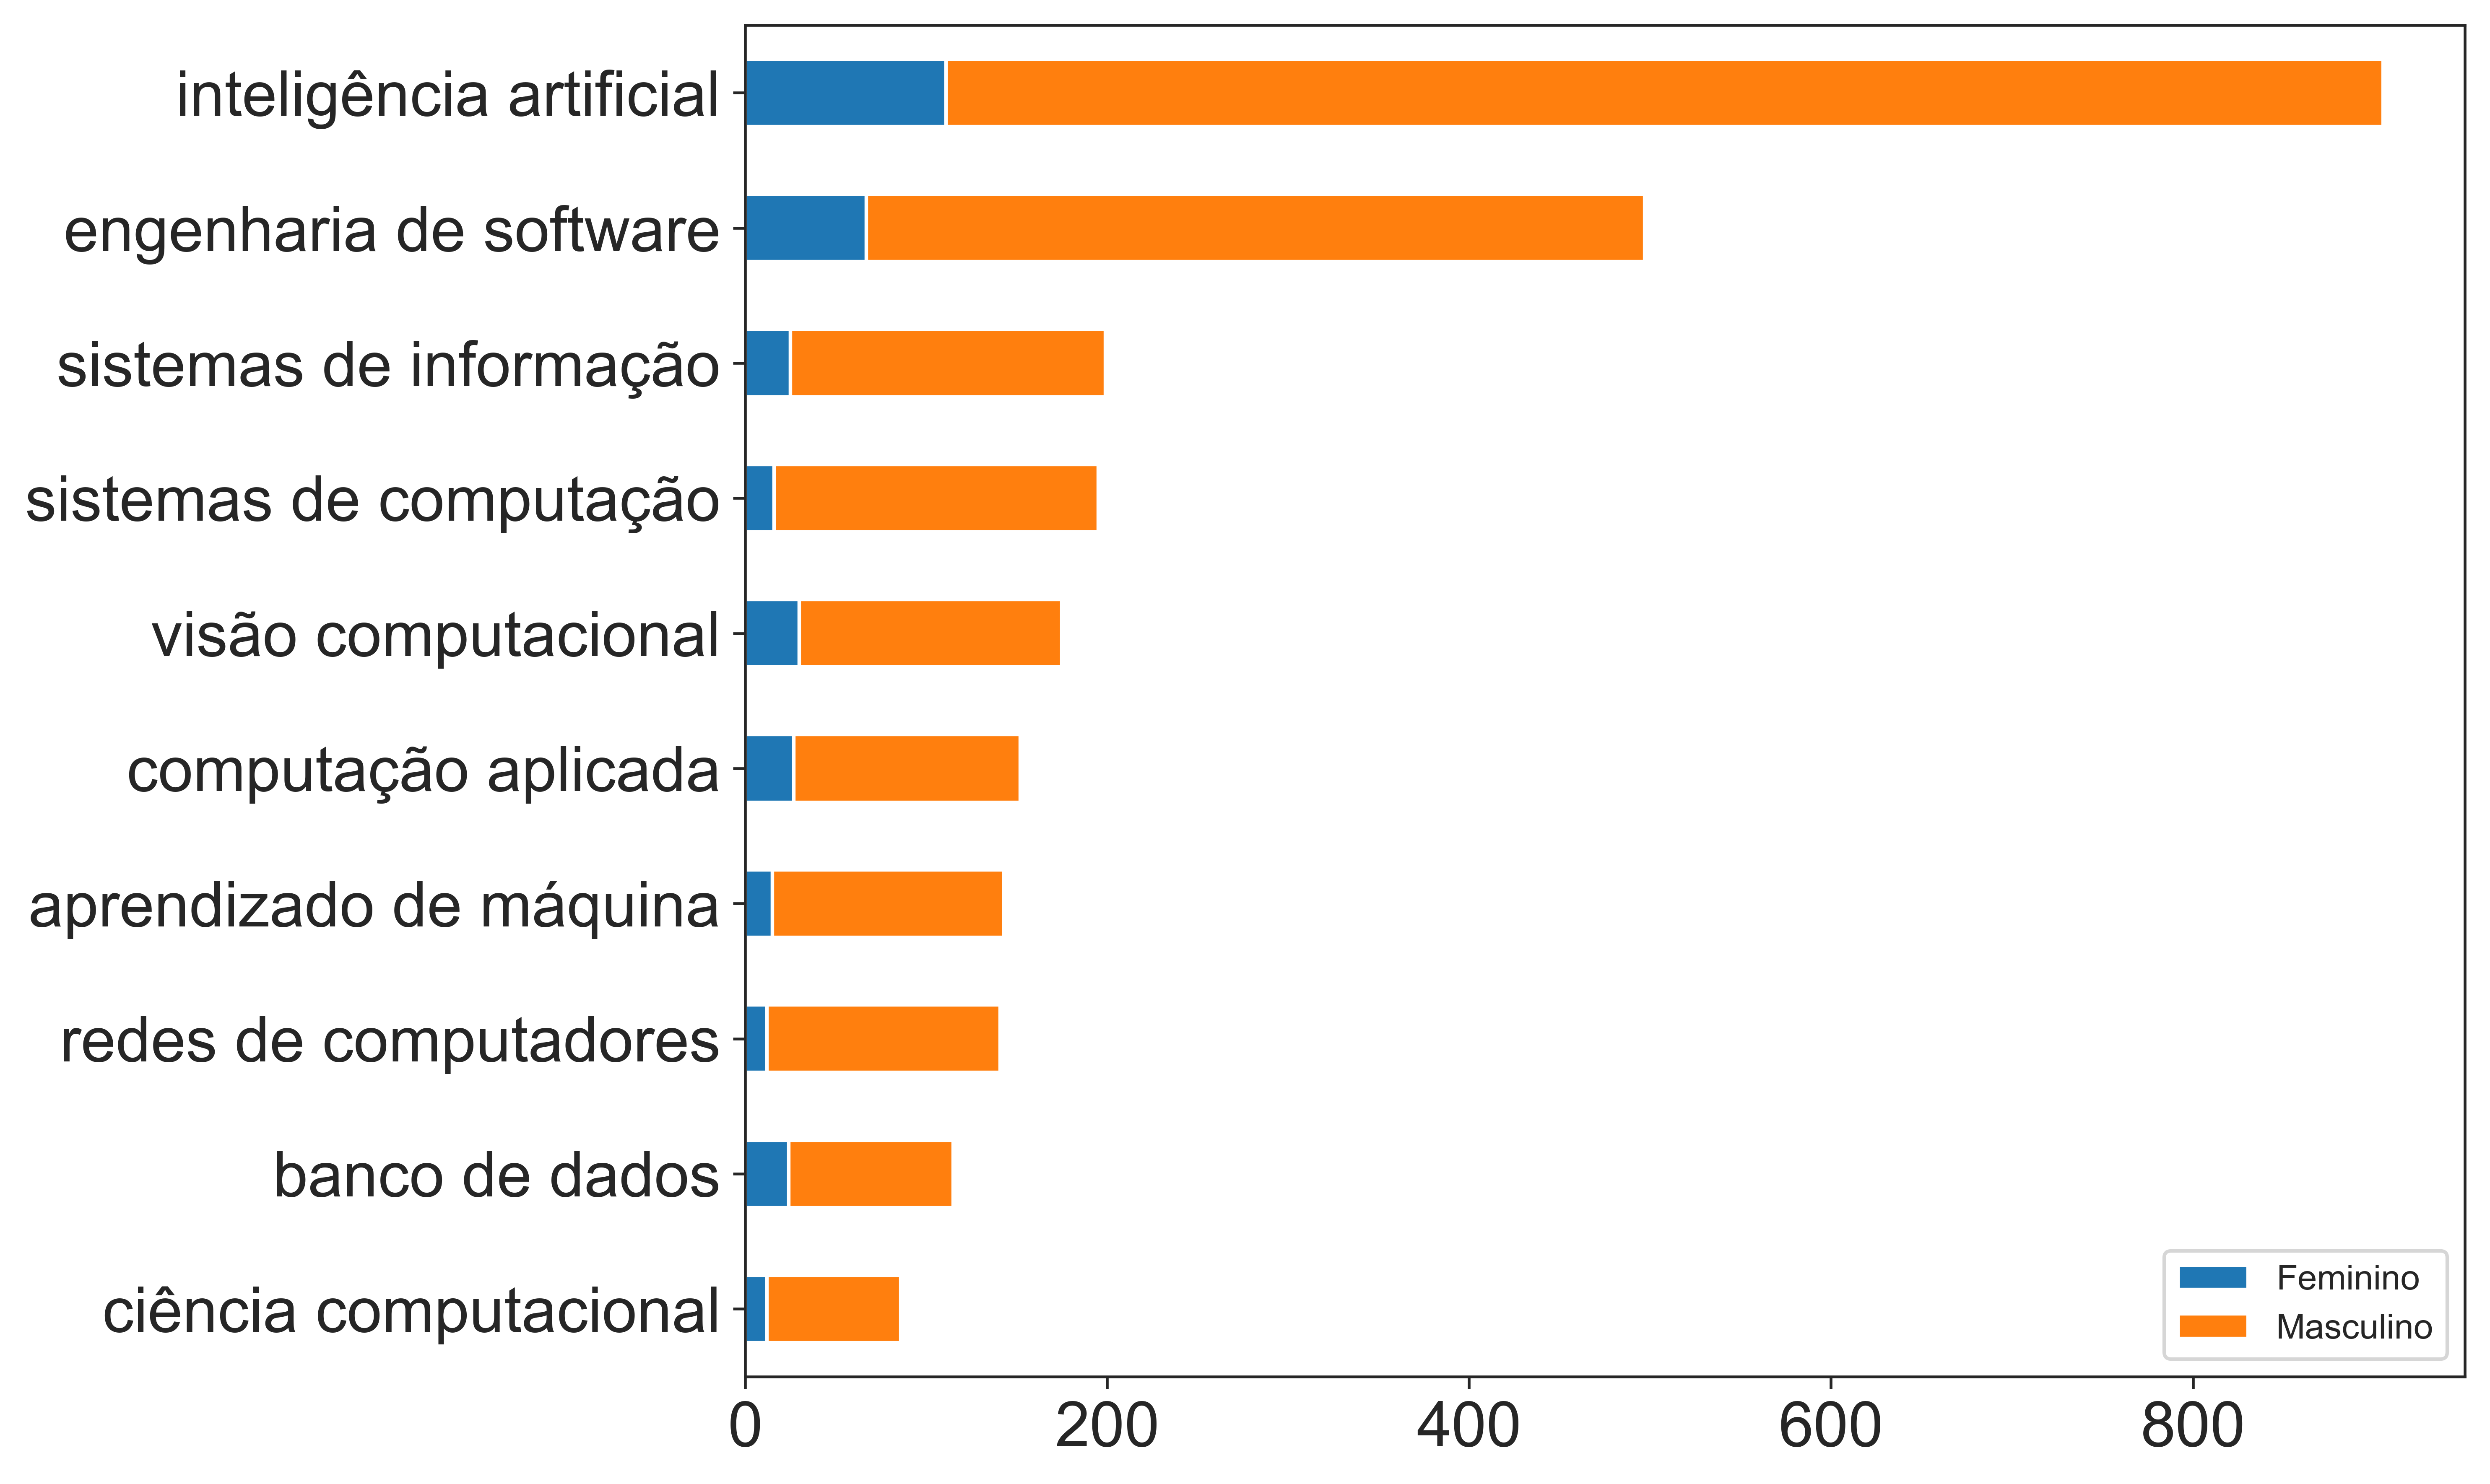 inteligência artificial
engenharia de software
sistemas de informação
sistemas de computação
visão computacional
computação aplicada
aprendizado de máquina
redes de computadores
banco de dados
ciência computacional
0 200 400 600 800
Feminino
Masculino